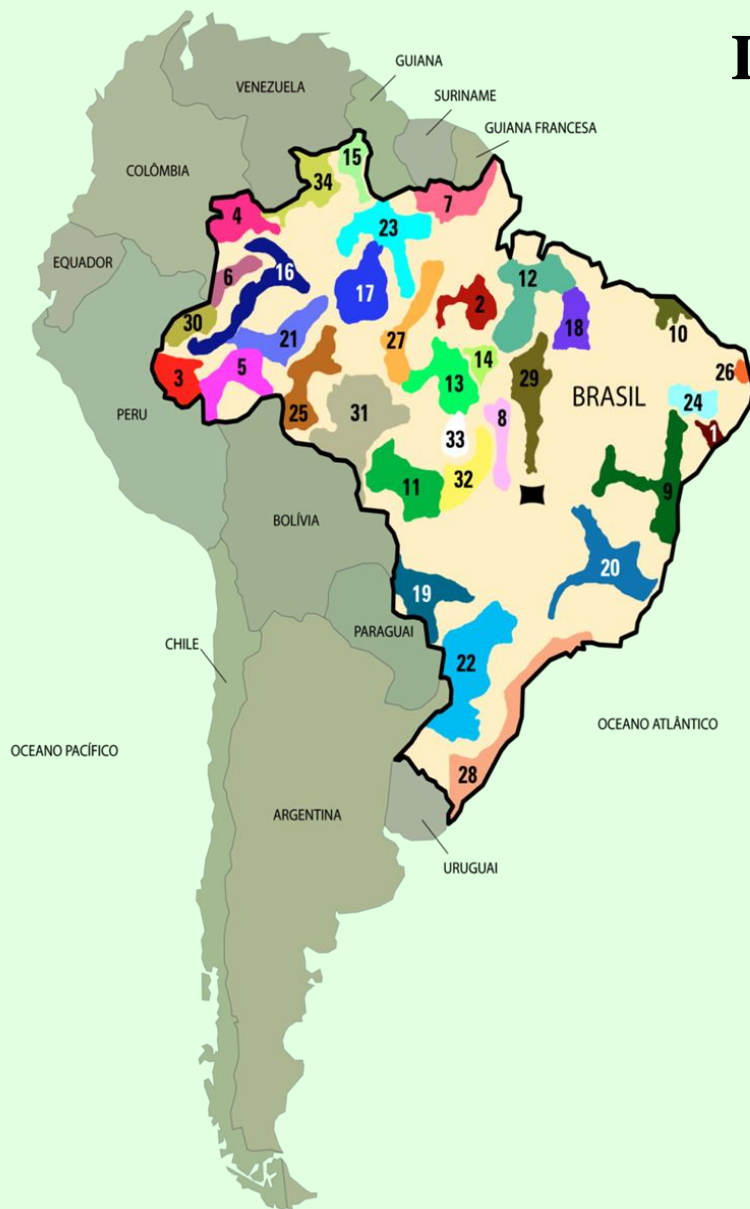 GUIANA
VENEZUELA
SURINAME
GUIANA FRANCESA
COLÔMBIA
15
34
7
4
23
EQUADOR
6
16
12
17
2
18
10
30
21
27
14
26
3
5
13
29
BRASIL
24
PERU
25
31
8
1
33
11
32
9
BOLÍVIA
20
19
PARAGUAI
CHILE
22
OCEANO ATLÂNTICO
OCEANO PACÍFICO
28
ARGENTINA
URUGUAI